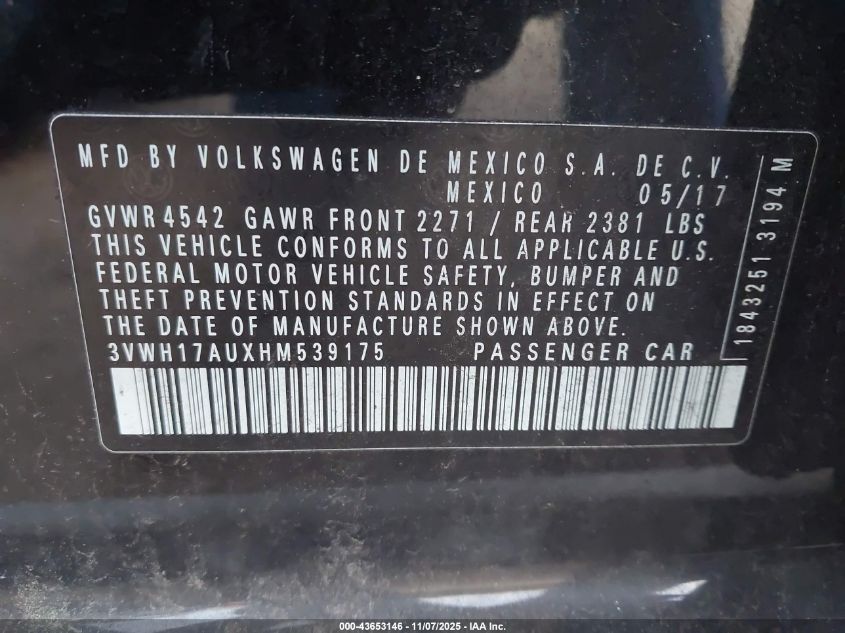 MFD BY VOLKSWAGEN DE MEXICO S.A. DE C.V.
MEXICO 05/17
GVWR 4542 GAWR FRONT 2271 / REAR 2381 LBS
THIS VEHICLE CONFORMS TO ALL APPLICABLE U.S.
FEDERAL MOTOR VEHICLE SAFETY, BUMPER AND
THEFT PREVENTION STANDARDS IN EFFECT ON
THE DATE OF MANUFACTURE SHOWN ABOVE.
3VWH17AUXHM539175 PASSENGER CAR
1843251 3194 M
000-43653146 - 11/07/2025 - IAA Inc.